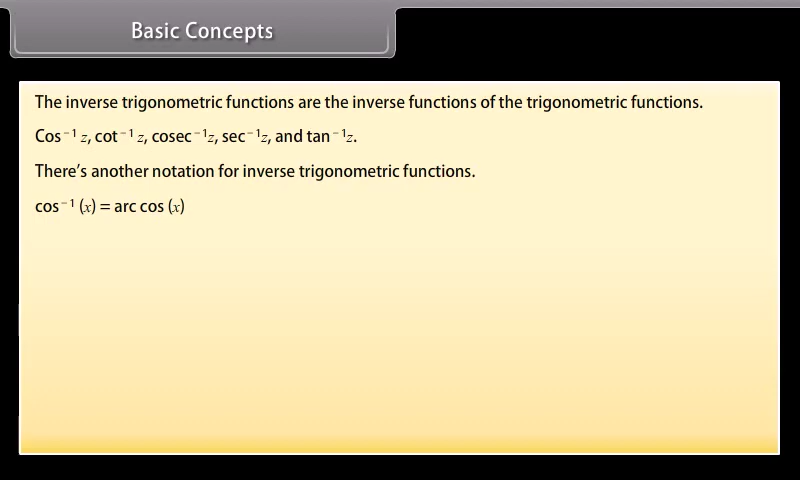 Basic Concepts
The inverse trigonometric functions are the inverse functions of the trigonometric functions.
Cos⁻¹ z, cot⁻¹ z, cosec⁻¹z, sec⁻¹z, and tan⁻¹z.
There's another notation for inverse trigonometric functions.
cos⁻¹ (x) = arc cos (x)